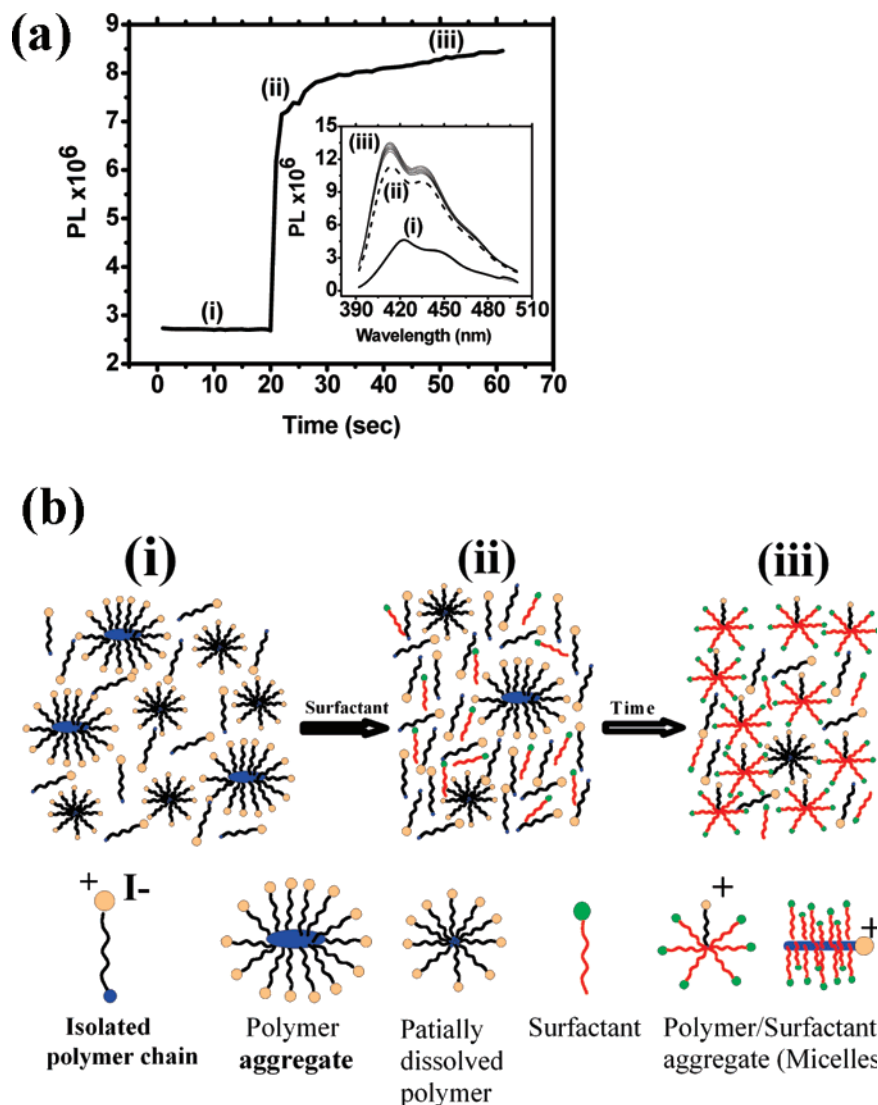 (a)
9
8
7
6
5
4
3
2
PL x10⁶
(i)
(ii)
(iii)
15
12
9
6
3
0
PL x10⁶
(iii)
(ii)
(i)
390 420 450 480 510
Wavelength (nm)
0 10 20 30 40 50 60 70
Time (sec)
(b)
(i) (ii) (iii)
Surfactant
Time
+ I-
+
+
Isolated
polymer chain
Polymer
aggregate
Patially
dissolved
polymer
Surfactant
Polymer/Surfactant
aggregate (Micelles